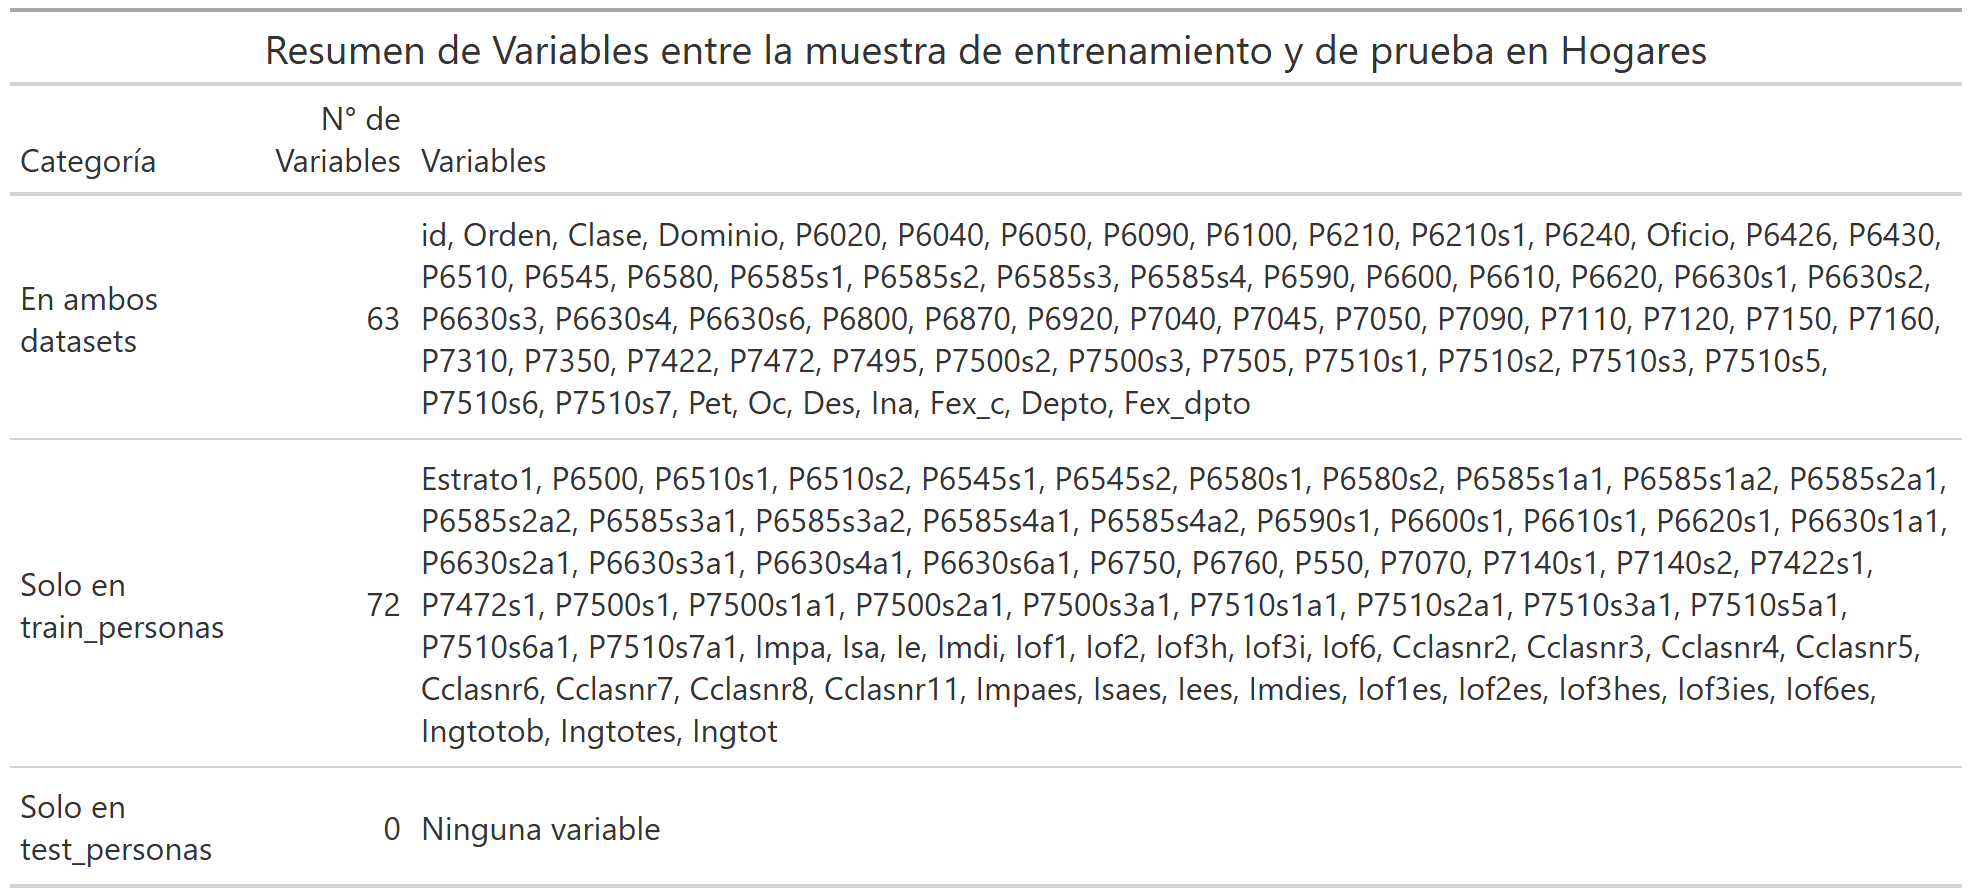 Resumen de Variables entre la muestra de entrenamiento y de prueba en Hogares
Categoría
N° de
Variables
Variables
En ambos
datasets
63
id, Orden, Clase, Dominio, P6020, P6040, P6050, P6090, P6100, P6210, P6210s1, P6240, Oficio, P6426, P6430,
P6510, P6545, P6580, P6585s1, P6585s2, P6585s3, P6585s4, P6590, P6600, P6610, P6620, P6630s1, P6630s2,
P6630s3, P6630s4, P6630s6, P6800, P6870, P6920, P7040, P7045, P7050, P7090, P7110, P7120, P7150, P7160,
P7310, P7350, P7422, P7472, P7495, P7500s2, P7500s3, P7505, P7510s1, P7510s2, P7510s3, P7510s5,
P7510s6, P7510s7, Pet, Oc, Des, Ina, Fex_c, Depto, Fex_dpto
Solo en
train_personas
72
Estrato1, P6500, P6510s1, P6510s2, P6545s1, P6545s2, P6580s1, P6580s2, P6585s1a1, P6585s1a2, P6585s2a1,
P6585s2a2, P6585s3a1, P6585s3a2, P6585s4a1, P6585s4a2, P6590s1, P6600s1, P6610s1, P6620s1, P6630s1a1,
P6630s2a1, P6630s3a1, P6630s4a1, P6630s6a1, P6750, P6760, P550, P7070, P7140s1, P7140s2, P7422s1,
P7472s1, P7500s1, P7500s1a1, P7500s2a1, P7500s3a1, P7510s1a1, P7510s2a1, P7510s3a1, P7510s5a1,
P7510s6a1, P7510s7a1, Impa, Isa, Ie, Imdi, Iof1, Iof2, Iof3h, Iof3i, Iof6, Cclasnr2, Cclasnr3, Cclasnr4, Cclasnr5,
Cclasnr6, Cclasnr7, Cclasnr8, Cclasnr11, Impaes, Isaes, Iees, Imdies, Iof1es, Iof2es, Iof3hes, Iof3ies, Iof6es,
Ingtotob, Ingtotes, Ingtot
Solo en
test_personas
0
Ninguna variable